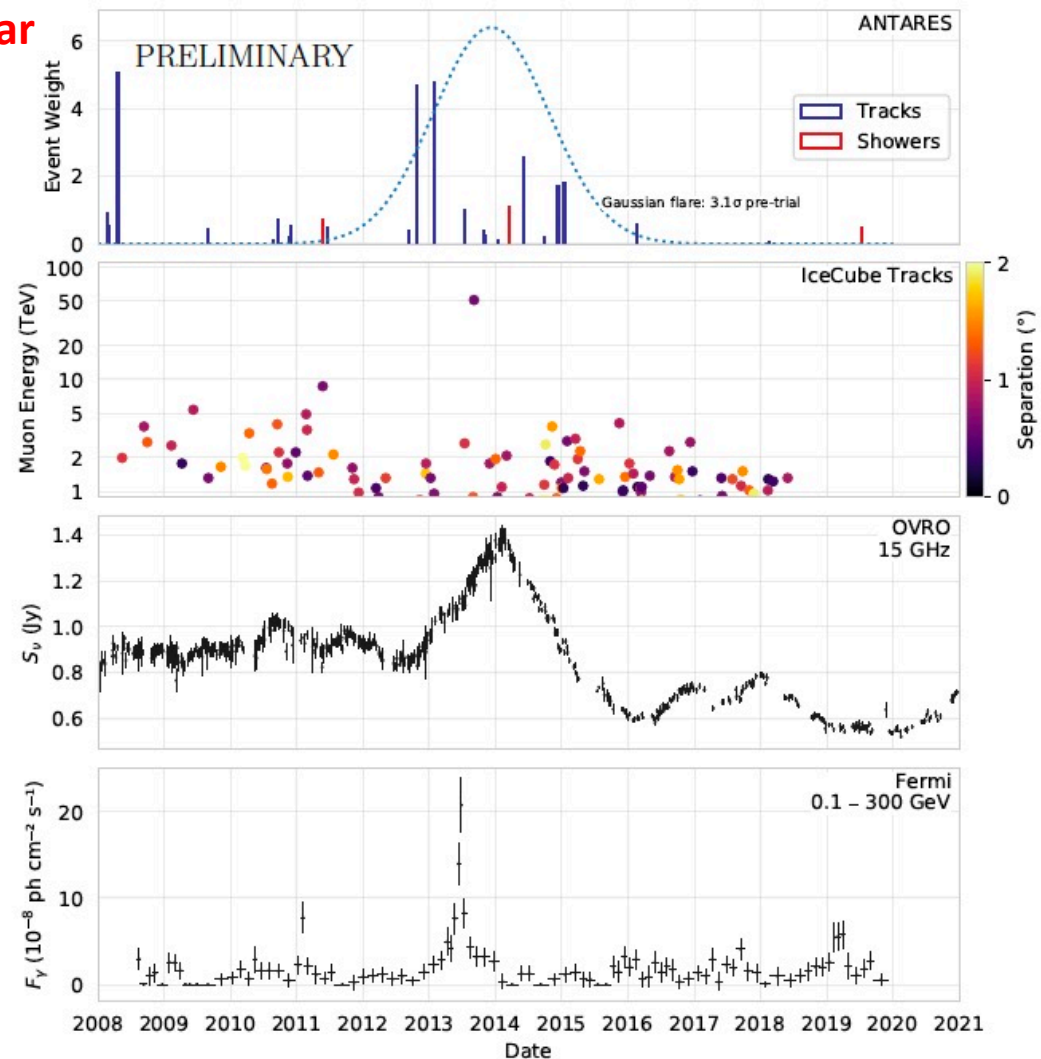 ar
PRELIMINARY
ANTARES
Event Weight
6
4
2
0
Tracks
Showers
Gaussian flare: 3.1σ pre-trial
IceCube Tracks
Muon Energy (TeV)
100
50
20
10
5
2
1
2
1
0
Separation (°)
OVRO
15 GHz
Sν (Jy)
1.4
1.2
1.0
0.8
0.6
Fermi
0.1 – 300 GeV
Fγ (10⁻⁸ ph cm⁻² s⁻¹)
20
10
0
2008 2009 2010 2011 2012 2013 2014 2015 2016 2017 2018 2019 2020 2021
Date